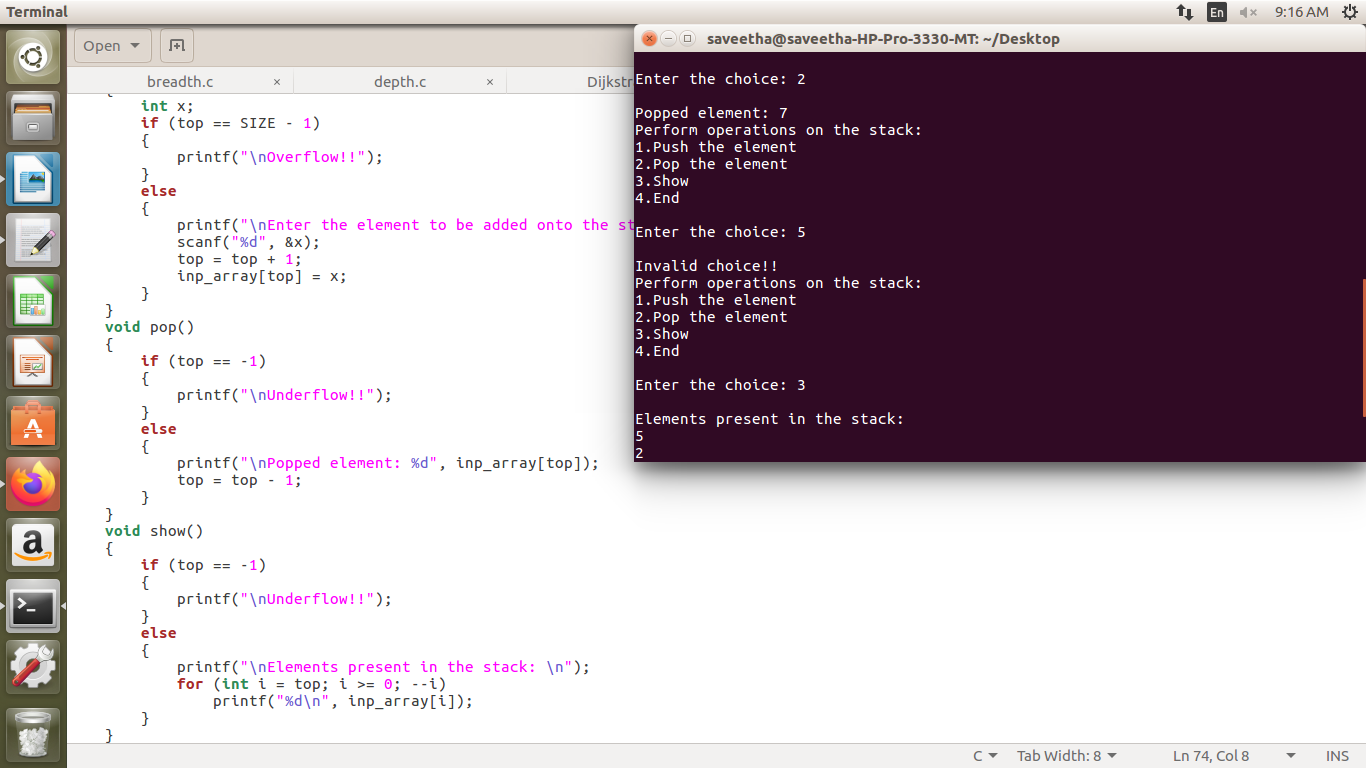 Terminal
En
9:16 AM
Open
breadth.c
depth.c
Dijkstr
{
int x;
if (top == SIZE - 1)
{
printf("\nOverflow!!");
}
else
{
printf("\nEnter the element to be added onto the st
scanf("%d", &x);
top = top + 1;
inp_array[top] = x;
}
}
void pop()
{
if (top == -1)
{
printf("\nUnderflow!!");
}
else
{
printf("\nPopped element: %d", inp_array[top]);
top = top - 1;
}
}
void show()
{
if (top == -1)
{
printf("\nUnderflow!!");
}
else
{
printf("\nElements present in the stack: \n");
for (int i = top; i >= 0; --i)
printf("%d\n", inp_array[i]);
}
}
C
Tab Width: 8
Ln 74, Col 8
INS
saveetha@saveetha-HP-Pro-3330-MT: ~/Desktop
Enter the choice: 2
Popped element: 7
Perform operations on the stack:
1.Push the element
2.Pop the element
3.Show
4.End
Enter the choice: 5
Invalid choice!!
Perform operations on the stack:
1.Push the element
2.Pop the element
3.Show
4.End
Enter the choice: 3
Elements present in the stack:
5
2